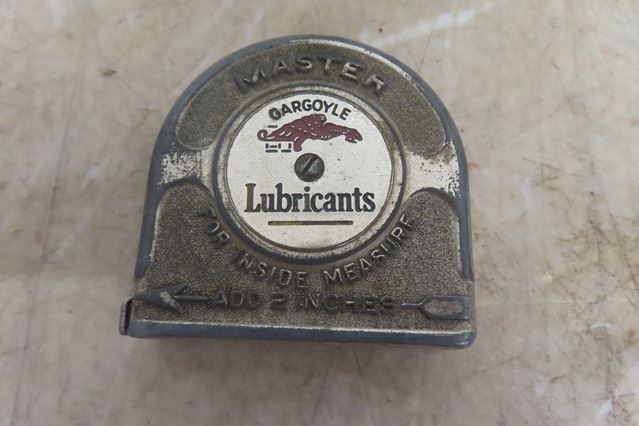 MASTER
GARGOYLE
Lubricants
FOR INSIDE MEASURE
ADD 2 INCHES